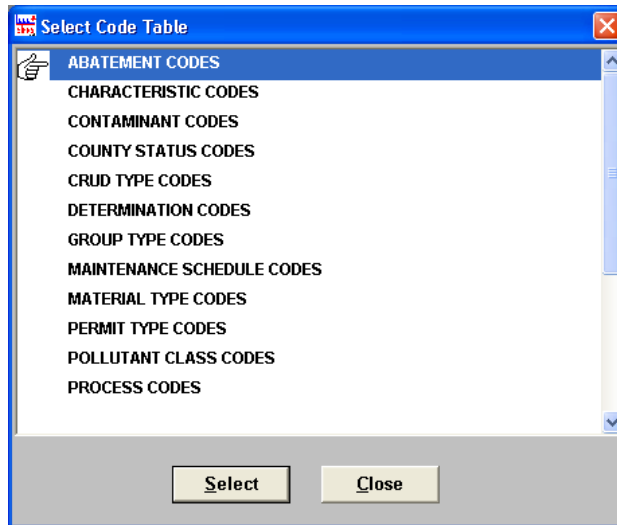 Select Code Table
ABATEMENT CODES
CHARACTERISTIC CODES
CONTAMINANT CODES
COUNTY STATUS CODES
CRUD TYPE CODES
DETERMINATION CODES
GROUP TYPE CODES
MAINTENANCE SCHEDULE CODES
MATERIAL TYPE CODES
PERMIT TYPE CODES
POLLUTANT CLASS CODES
PROCESS CODES
Select Close